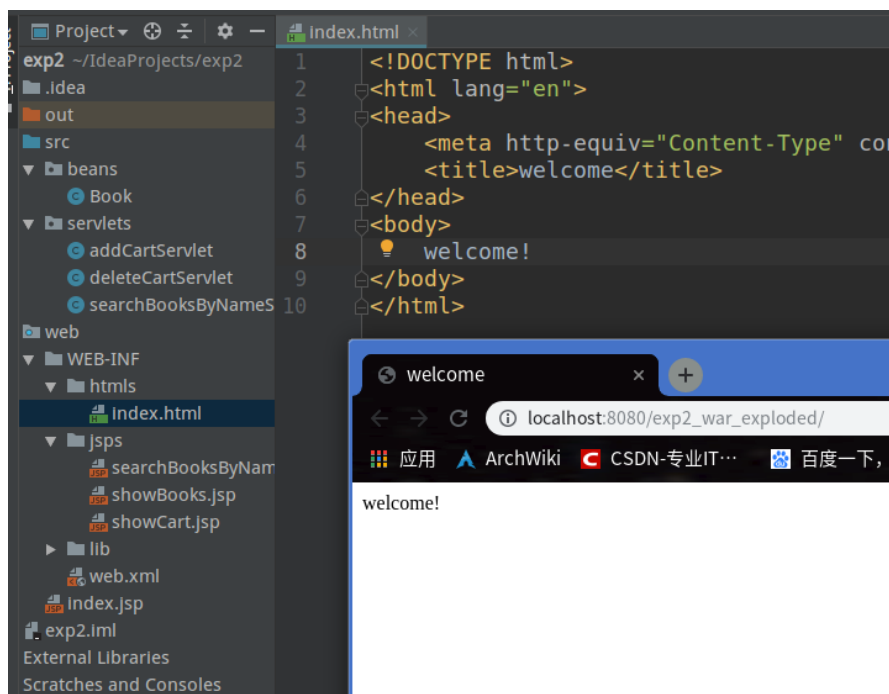 Project
index.html
exp2 ~/IdeaProjects/exp2
.idea
out
src
beans
Book
servlets
addCartServlet
deleteCartServlet
searchBooksByNameS
web
WEB-INF
htmls
index.html
jsps
searchBooksByNam
showBooks.jsp
showCart.jsp
lib
web.xml
index.jsp
exp2.iml
External Libraries
Scratches and Consoles
1 <!DOCTYPE html>
2 <html lang="en">
3 <head>
4 <meta http-equiv="Content-Type" con
5 <title>welcome</title>
6 </head>
7 <body>
8 welcome!
9 </body>
10 </html>
welcome
localhost:8080/exp2_war_exploded/
应用 ArchWiki CSDN-专业IT… 百度一下，
welcome!